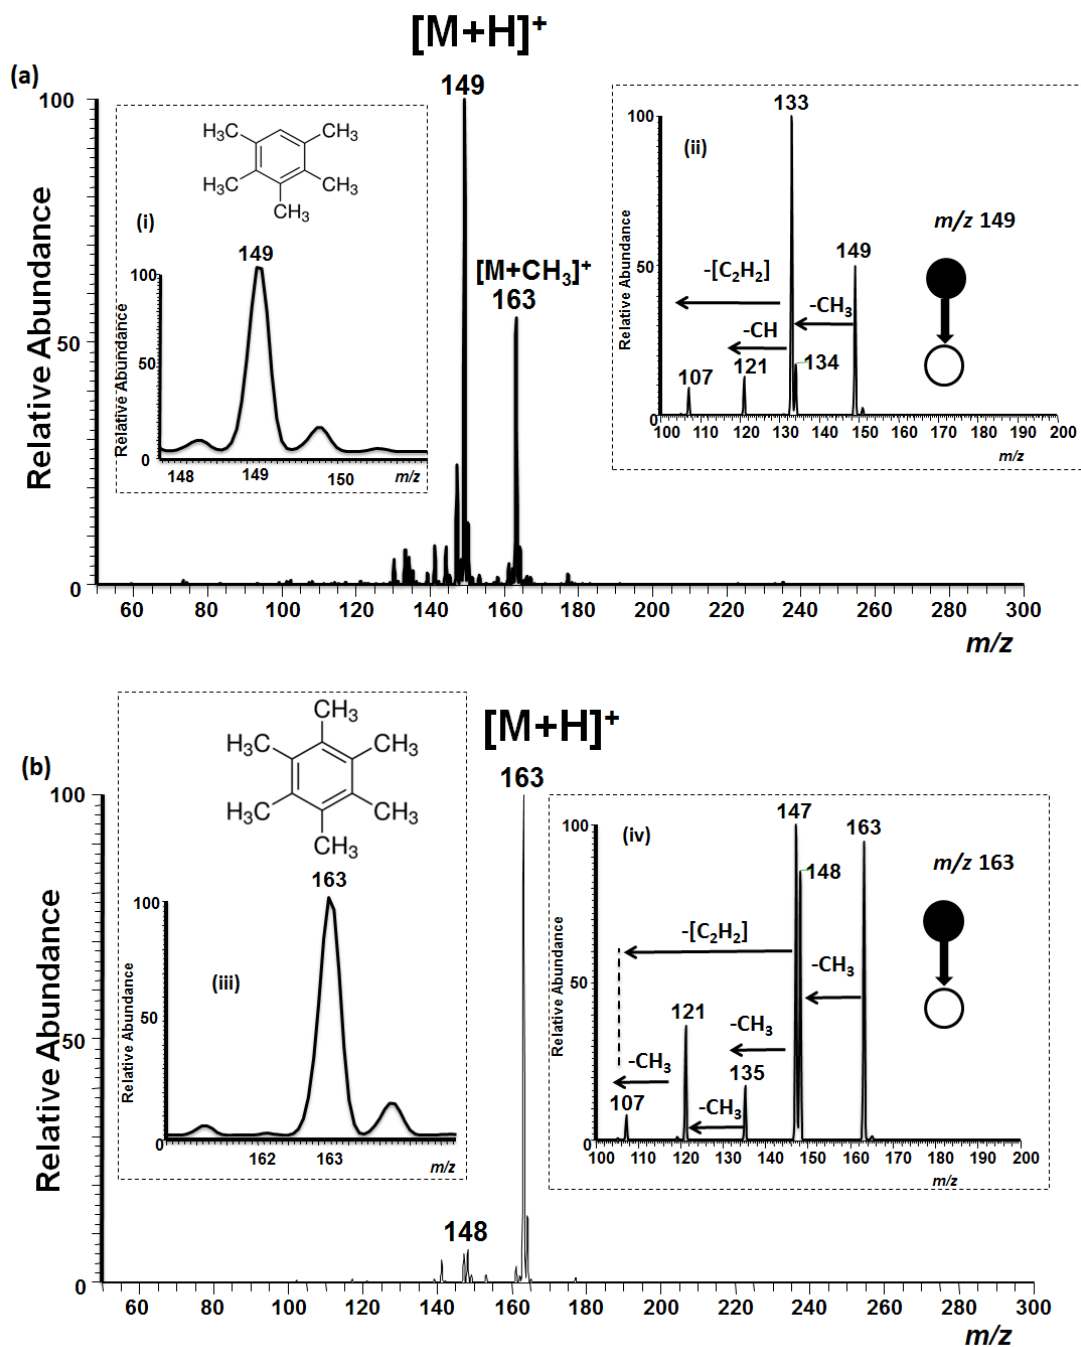 [M+H]⁺
(a)
100
50
0
Relative Abundance
149
[M+CH₃]⁺
163
60 80 100 120 140 160 180 200 220 240 260 280 300
m/z
H₃C CH₃
H₃C CH₃
CH₃
(i)
149
100
50
0
Relative Abundance
148 149 150 m/z
133
100
(ii)
m/z 149
149
50
-[C₂H₂]
-CH₃
-CH
134
121
107
0
Relative Abundance
100 110 120 130 140 150 160 170 180 190 200
m/z
[M+H]⁺
(b)
163
100
50
0
Relative Abundance
148
60 80 100 120 140 160 180 200 220 240 260 280 300
m/z
CH₃
H₃C CH₃
H₃C CH₃
CH₃
163
100
(iii)
50
0
Relative Abundance
162 163 m/z
147
163
100
(iv)
148
m/z 163
-[C₂H₂]
-CH₃
50
121
-CH₃
-CH₃
135
107
-CH₃
0
Relative Abundance
100 110 120 130 140 150 160 170 180 190 200
m/z